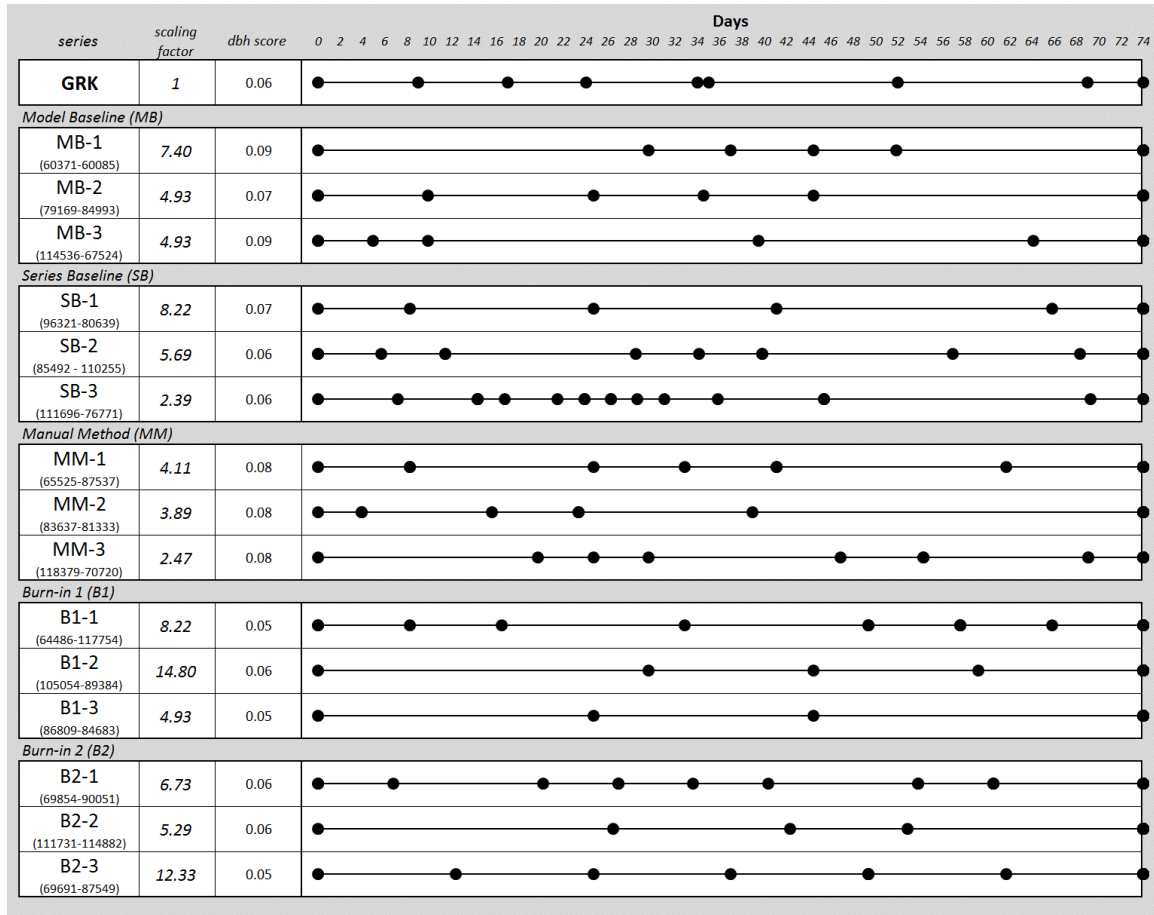 Days
series scaling factor dbh score 0 2 4 6 8 10 12 14 16 18 20 22 24 26 28 30 32 34 36 38 40 42 44 46 48 50 52 54 56 58 60 62 64 66 68 70 72 74
GRK 1 0.06
Model Baseline (MB)
MB-1 7.40 0.09
(60371-60085)
MB-2 4.93 0.07
(79169-84993)
MB-3 4.93 0.09
(114536-67524)
Series Baseline (SB)
SB-1 8.22 0.07
(96321-80639)
SB-2 5.69 0.06
(85492 - 110255)
SB-3 2.39 0.06
(111696-76771)
Manual Method (MM)
MM-1 4.11 0.08
(65525-87537)
MM-2 3.89 0.08
(83637-81333)
MM-3 2.47 0.08
(118379-70720)
Burn-in 1 (B1)
B1-1 8.22 0.05
(64486-117754)
B1-2 14.80 0.06
(105054-89384)
B1-3 4.93 0.05
(86809-84683)
Burn-in 2 (B2)
B2-1 6.73 0.06
(69854-90051)
B2-2 5.29 0.06
(111731-114882)
B2-3 12.33 0.05
(69691-87549)